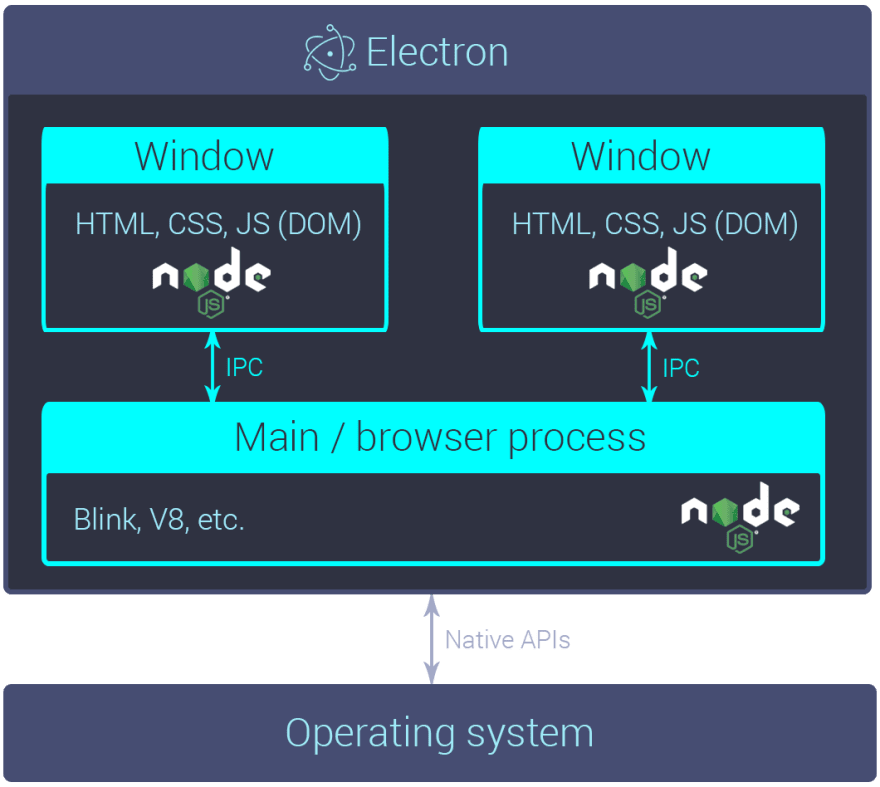 Electron
Window
Window
HTML, CSS, JS (DOM)
HTML, CSS, JS (DOM)
node
JS
node
JS
IPC
IPC
Main / browser process
Blink, V8, etc.
node
JS
Native APIs
Operating system